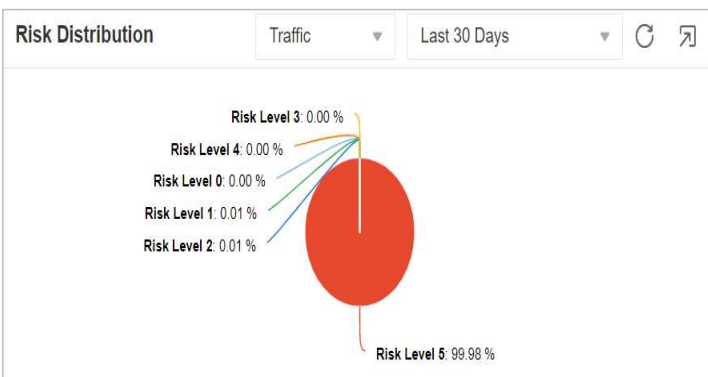 Risk Distribution Traffic Last 30 Days
Risk Level 3: 0.00 %
Risk Level 4: 0.00 %
Risk Level 0: 0.00 %
Risk Level 1: 0.01 %
Risk Level 2: 0.01 %
Risk Level 5: 99.98 %